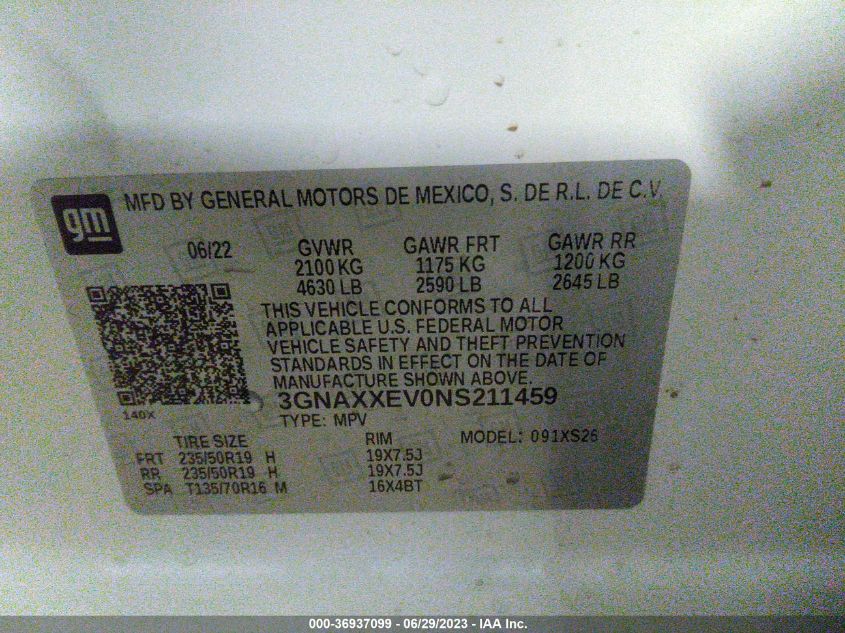 gm
MFD BY GENERAL MOTORS DE MEXICO, S. DE R.L. DE C.V.
06/22 GVWR GAWR FRT GAWR RR
2100 KG 1175 KG 1200 KG
4630 LB 2590 LB 2645 LB
THIS VEHICLE CONFORMS TO ALL
APPLICABLE U.S. FEDERAL MOTOR
VEHICLE SAFETY AND THEFT PREVENTION
STANDARDS IN EFFECT ON THE DATE OF
MANUFACTURE SHOWN ABOVE.
3GNAXXEV0NS211459
140X
TYPE: MPV
TIRE SIZE RIM MODEL: 091XS26
FRT 235/50R19 H 19X7.5J
RR 235/50R19 H 19X7.5J
SPA T135/70R16 M 16X4BT
000-36937099 - 06/29/2023 - IAA Inc.